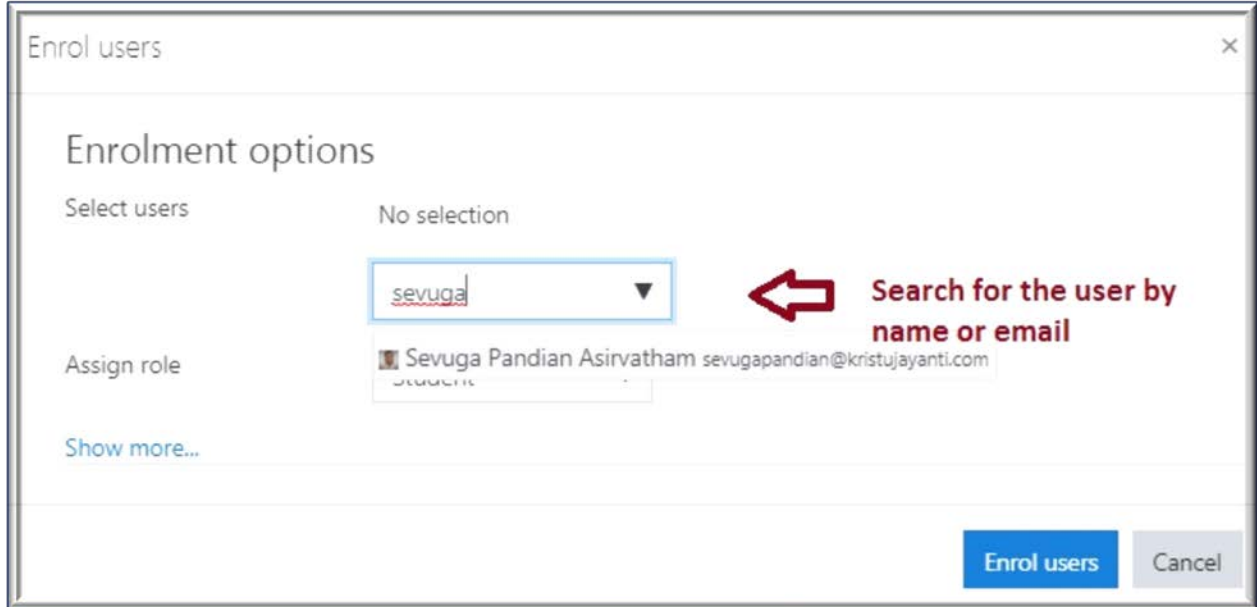 Enrol users
Enrolment options
Select users
No selection
sevuga
Search for the user by
name or email
Sevuga Pandian Asirvatham sevugapandian@kristujayanti.com
Assign role
Student
Show more...
Enrol users
Cancel